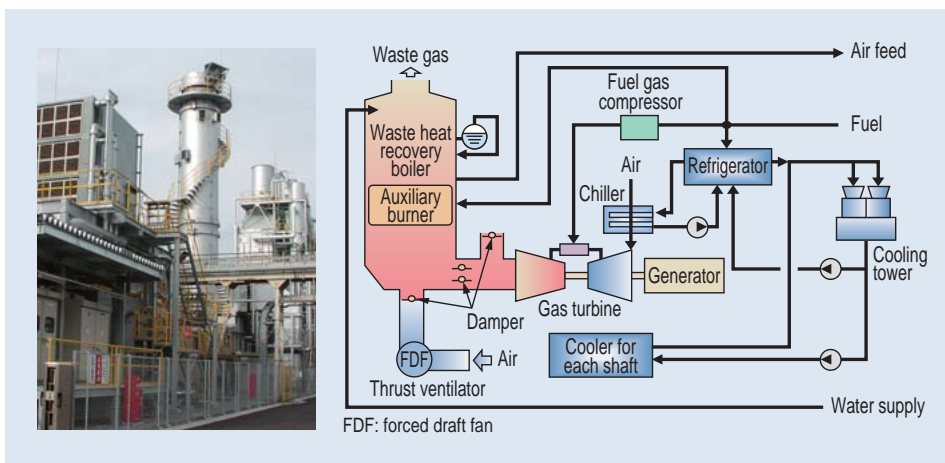 Waste gas
Air feed
Fuel gas
compressor
Fuel
Waste heat
recovery
boiler
Air
Refrigerator
Auxiliary
burner
Chiller
Cooling
tower
Generator
Gas turbine
Damper
Cooler for
each shaft
FDF
Air
Thrust ventilator
Water supply
FDF: forced draft fan